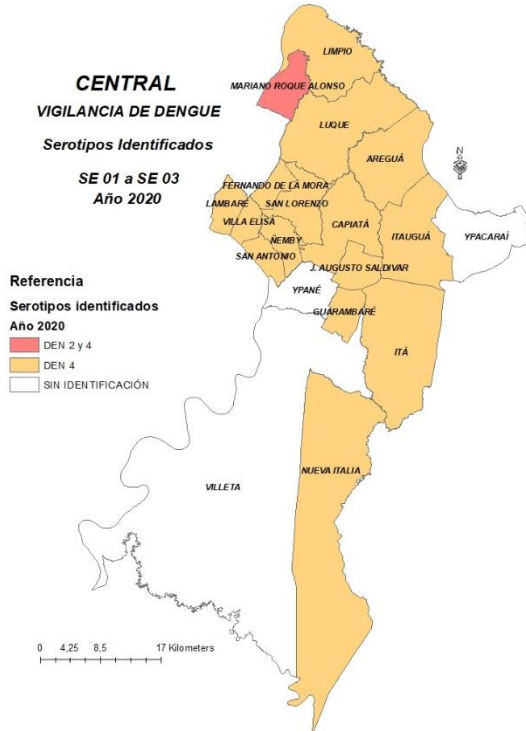 CENTRAL
VIGILANCIA DE DENGUE
Serotipos Identificados
SE 01 a SE 03
Año 2020
LIMPIO
MARIANO ROQUE ALONSO
LUQUE
AREGUÁ
N
FERNANDO DE LA MORA
LAMBARÉ
SAN LORENZO
VILLA ELISA
CAPIATÁ
ITAUGUÁ
YPACARAÍ
ÑEMBY
SAN ANTONIO
J. AUGUSTO SALDIVAR
YPANÉ
GUARAMBARÉ
ITÁ
Referencia
Serotipos identificados
Año 2020
DEN 2 y 4
DEN 4
SIN IDENTIFICACIÓN
NUEVA ITALIA
VILLETA
0 4,25 8,5 17 Kilometers